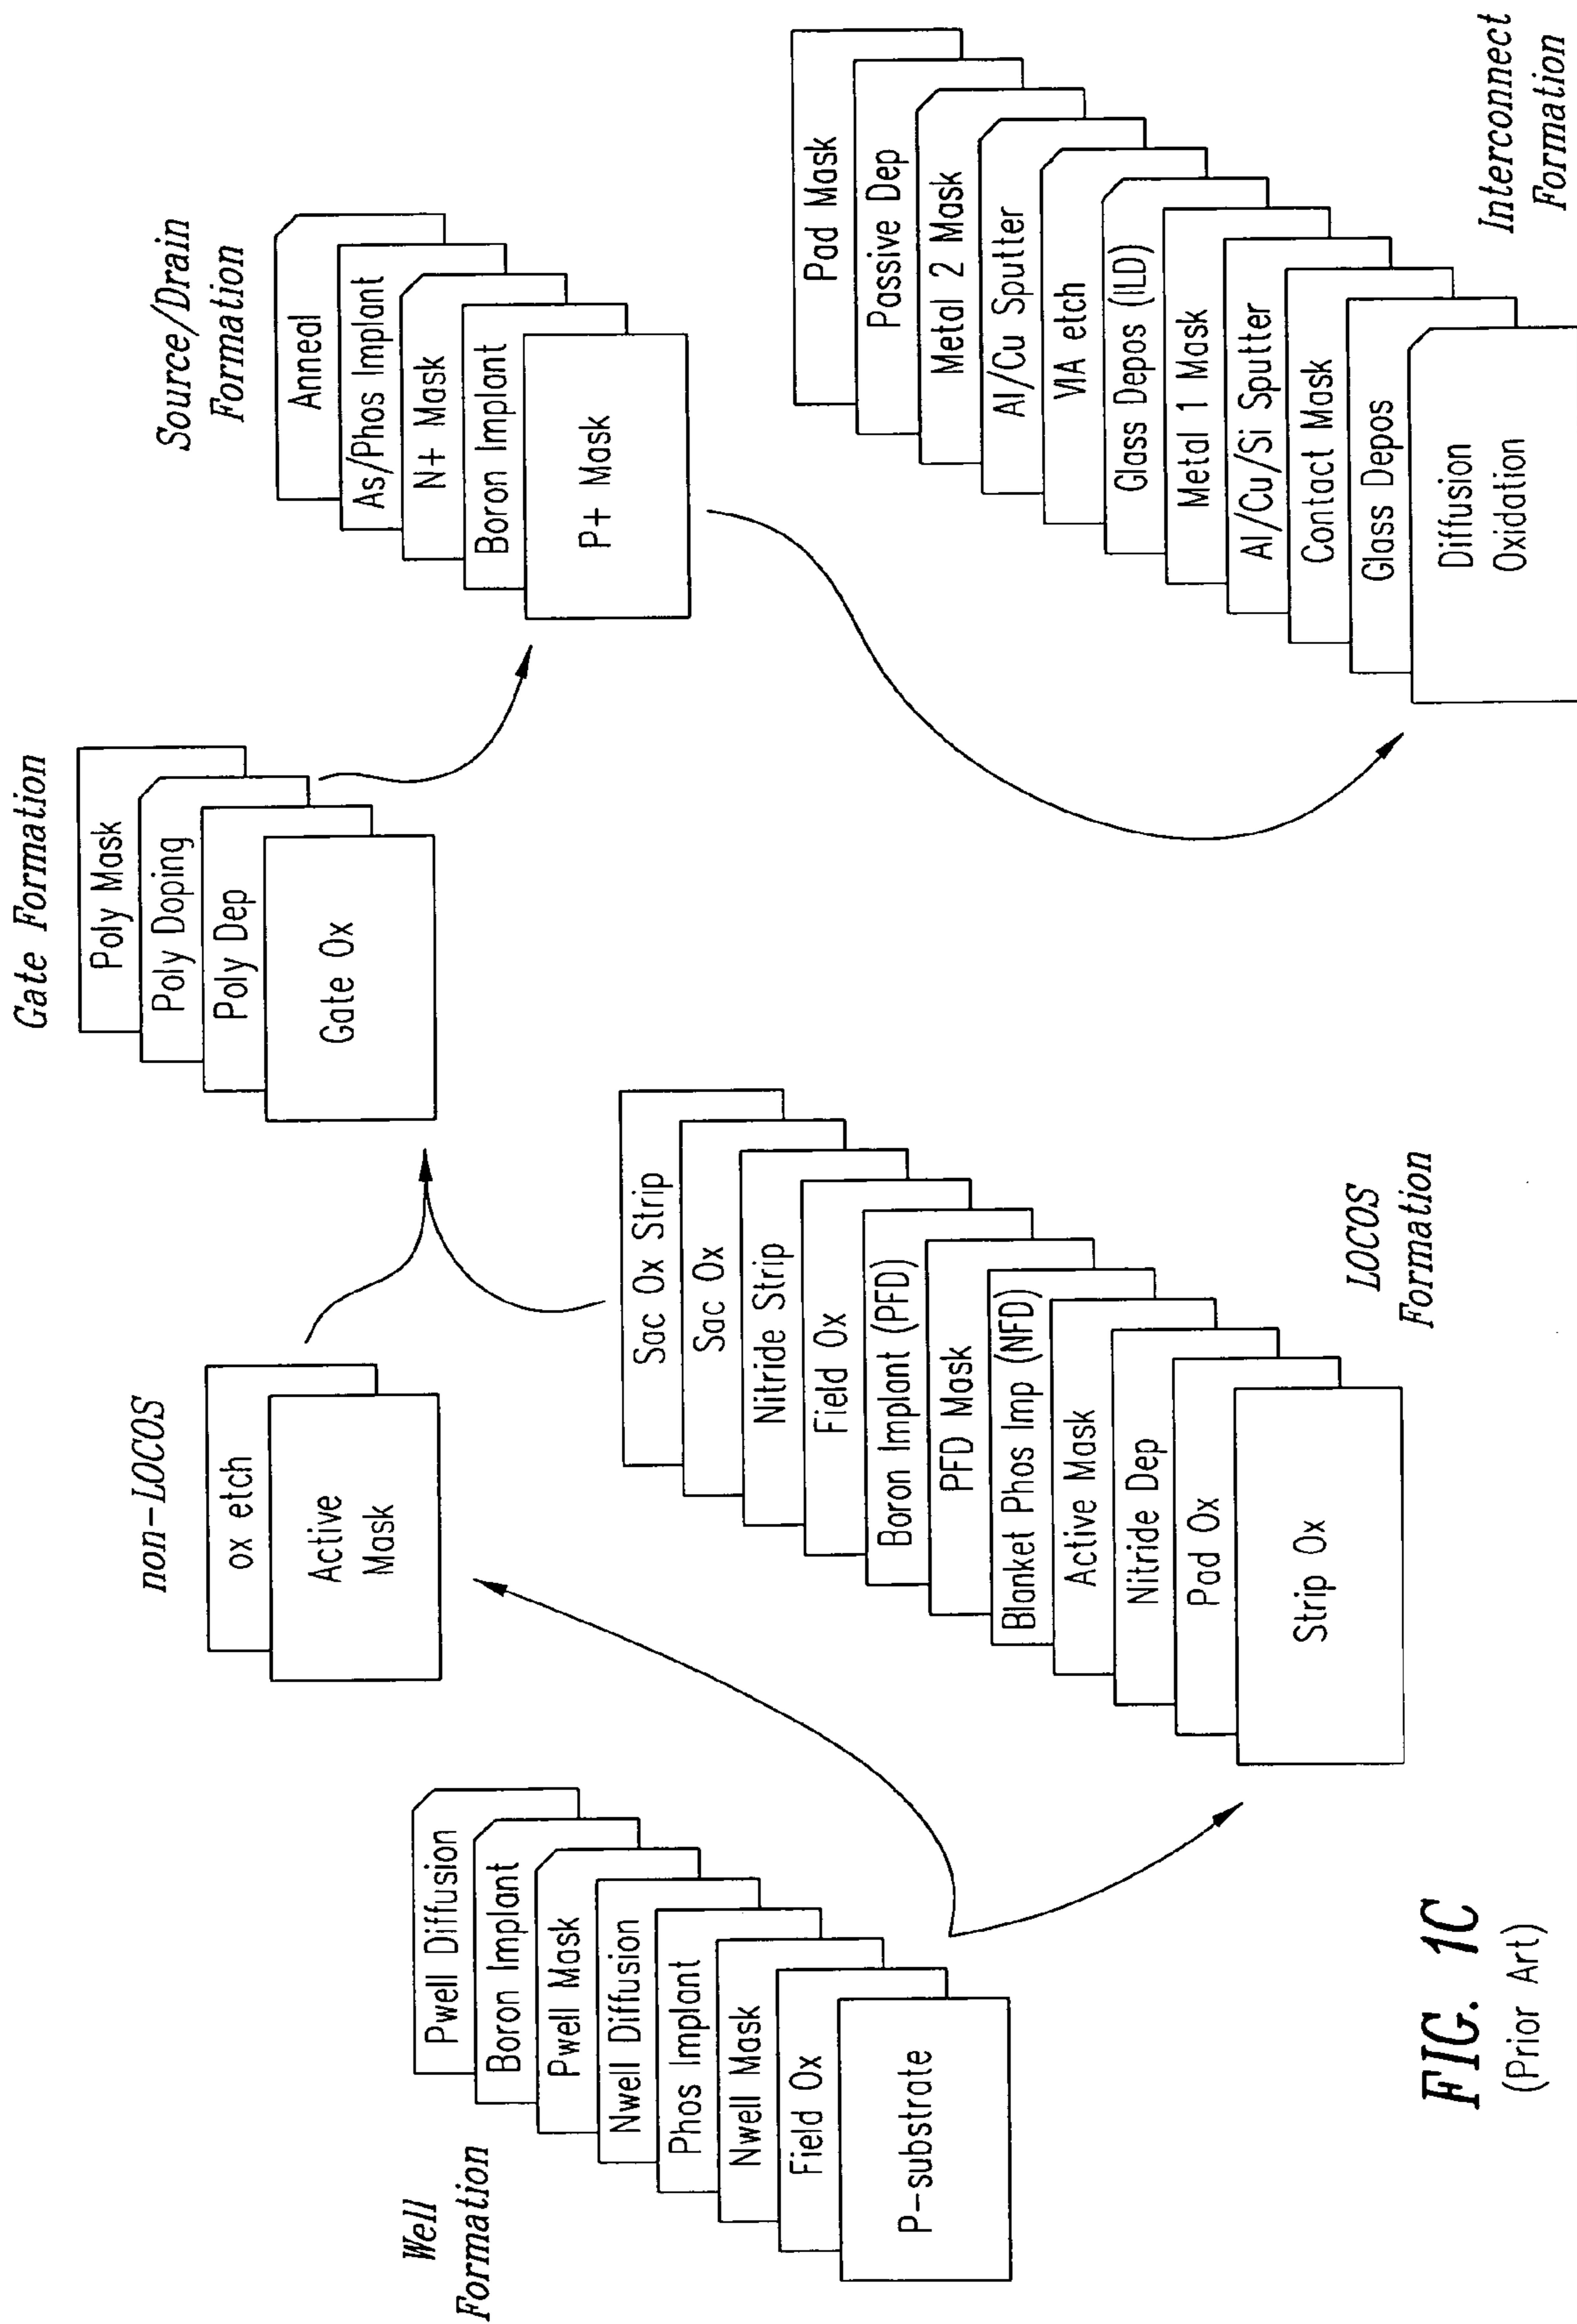 Well
Formation
Pwell Diffusion
Boron Implant
Pwell Mask
Nwell Diffusion
Phos Implant
Nwell Mask
Field Ox
P-substrate
non-LOCOS
ox etch
Active
Mask
LOCOS
Formation
Sac Ox Strip
Sac Ox
Nitride Strip
Field Ox
Boron Implant (PFD)
PFD Mask
Blanket Phos Imp (NFD)
Active Mask
Nitride Dep
Pad Ox
Strip Ox
Gate Formation
Poly Mask
Poly Doping
Poly Dep
Gate Ox
Source/Drain
Formation
Anneal
As/Phos Implant
N+ Mask
Boron Implant
P+ Mask
Interconnect
Formation
Pad Mask
Passive Dep
Metal 2 Mask
Al/Cu Sputter
VIA etch
Glass Depos (ILD)
Metal 1 Mask
Al/Cu/Si Sputter
Contact Mask
Glass Depos
Diffusion
Oxidation
FIG. 1C
(Prior Art)